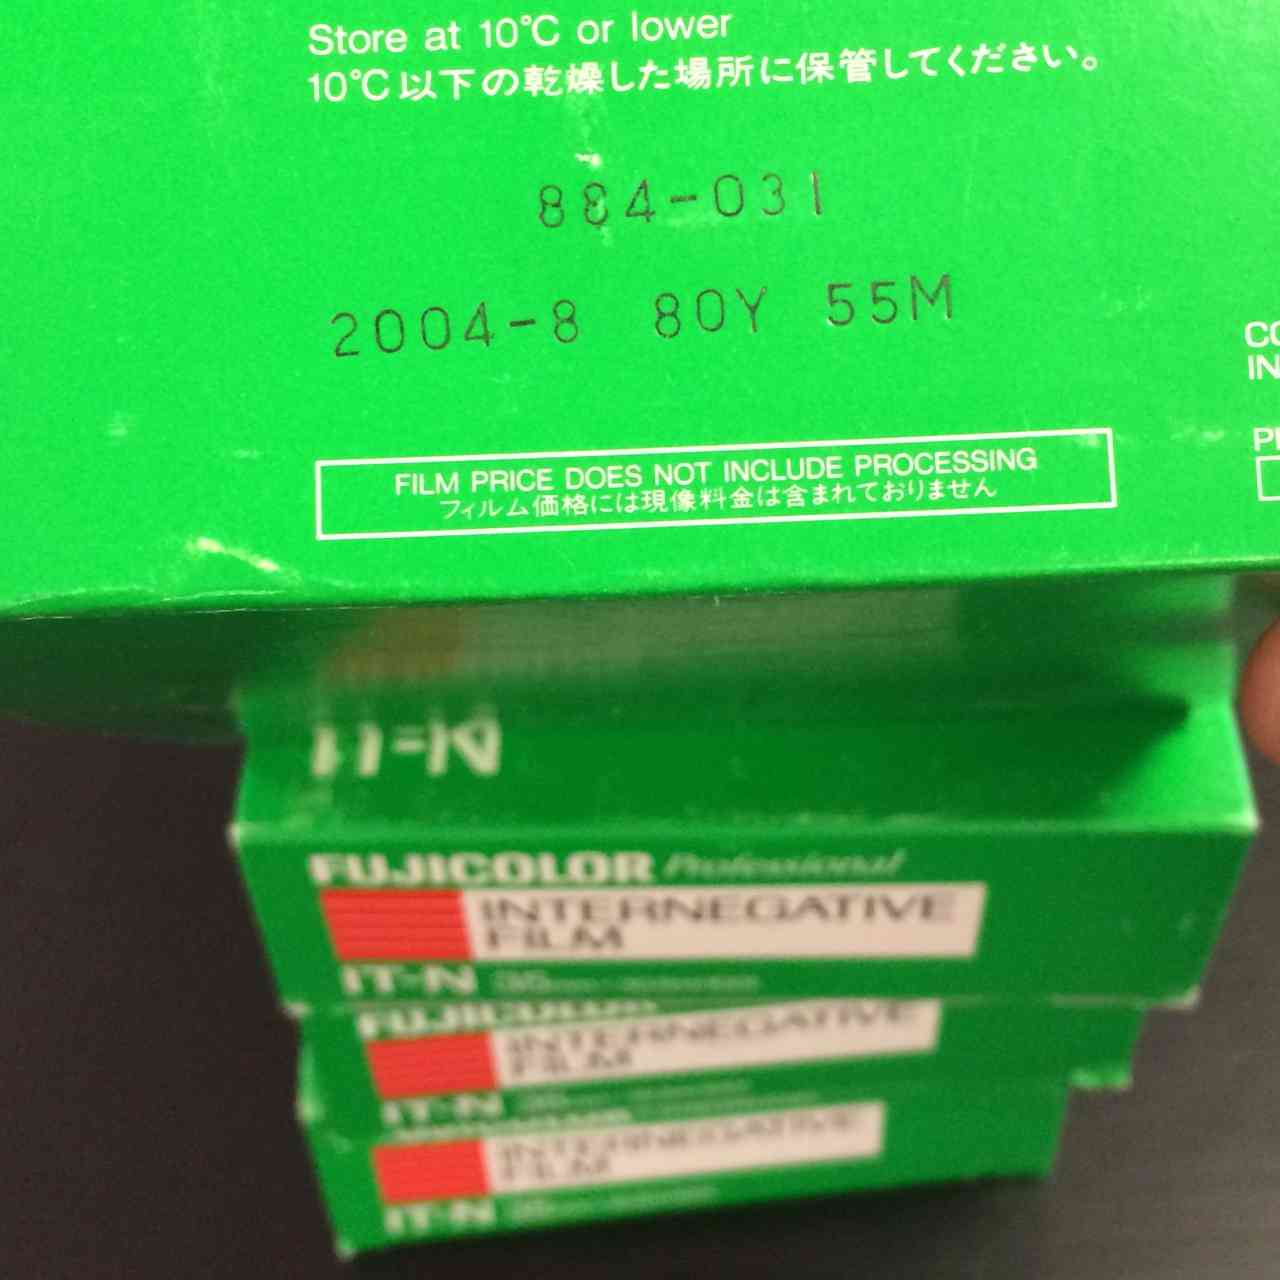 Store at 10℃ or lower
10℃以下の乾燥した場所に保管してください。
884-031
2004-8 80Y 55M
FILM PRICE DOES NOT INCLUDE PROCESSING
フィルム価格には現像料金は含まれておりません
IT-N
FUJICOLOR Professional
INTERNEGATIVE
FILM
IT-N
FUJICOLOR
INTERNEGATIVE
FILM
IT-N
INTERNEGATIVE
FILM
IT-N